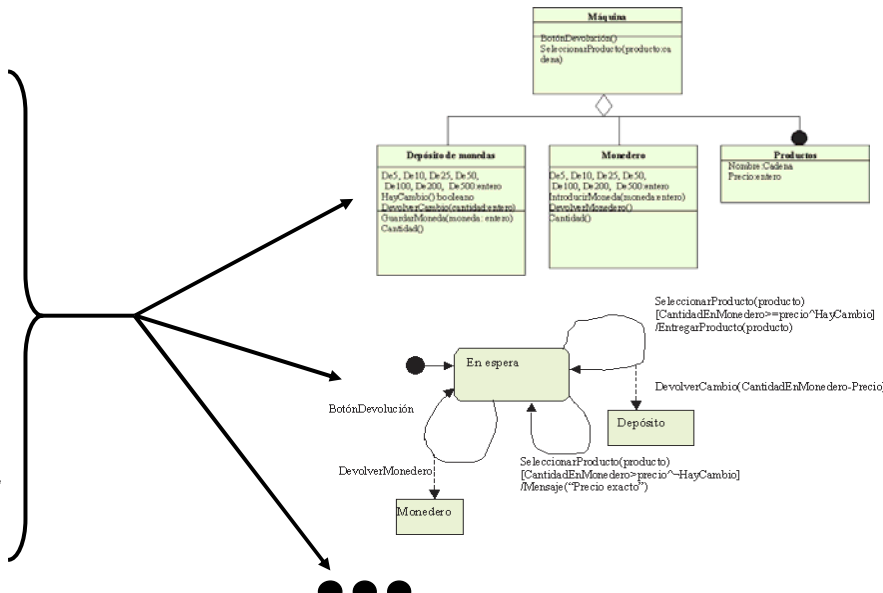 Máquina
BotónDevolución()
SeleccionarProducto(producto:ca
dena)
Depósito de monedas
De5, De10, De25, De50,
De100, De200, De500:entero
HayCambio():booleano
DevolverCambio(cantidad:entero)
GuardarMoneda(moneda: entero)
Cantidad()
Monedero
De5, De10, De25, De50,
De100, De200, De500:entero
IntroducirMoneda(moneda:entero)
DevolverMonedero()
Cantidad()
Productos
Nombre:Cadena
Precio:entero
SeleccionarProducto(producto)
[CantidadEnMonedero>=precio^HayCambio]
/EntregarProducto(producto)
En espera
DevolverCambio(CantidadEnMonedero-Precio)
BotónDevolución
Depósito
DevolverMonedero
SeleccionarProducto(producto)
[CantidadEnMonedero>precio^¬HayCambio]
/Mensaje("Precio exacto")
Monedero